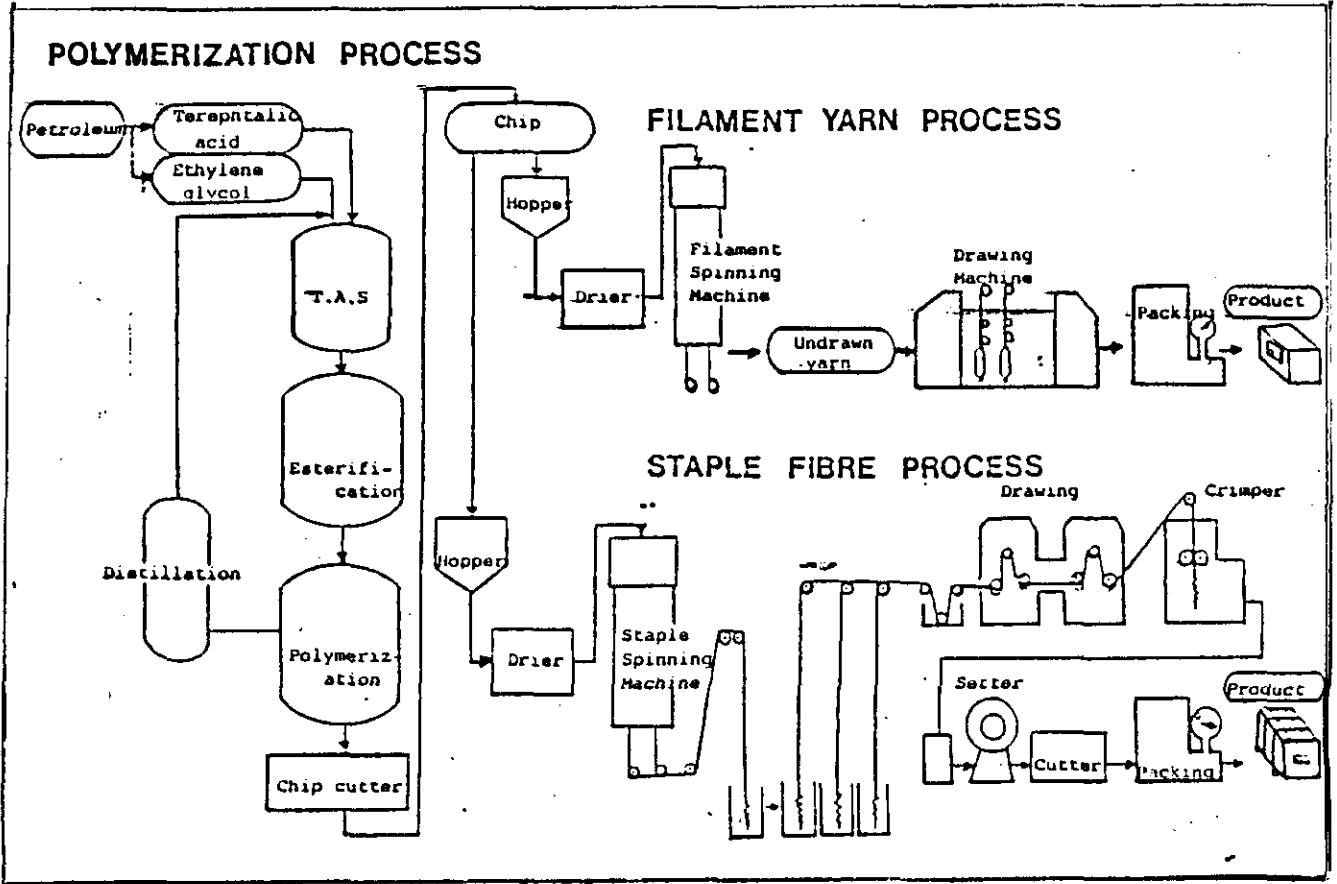 POLYMERIZATION PROCESS
Petroleum
Terephtalic
acid
Ethylene
glycol
T.A.S
Esterifi-
cation
Distillation
Polymeriz-
ation
Chip cutter
Chip
FILAMENT YARN PROCESS
Hopper
Drier
Filament
Spinning
Machine
Undrawn
yarn
Drawing
Machine
Packing
Product
STAPLE FIBRE PROCESS
Hopper
Drier
Staple
Spinning
Machine
Drawing
Crimper
Setter
Cutter
Packing
Product